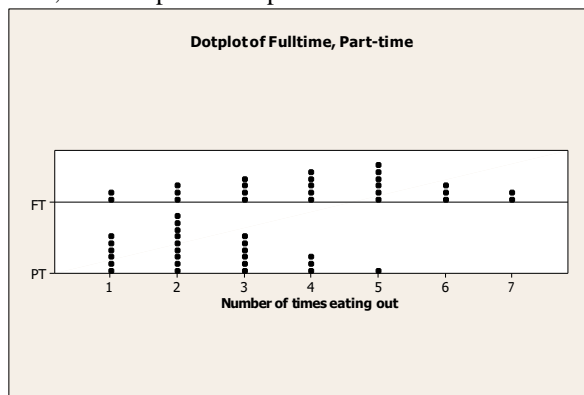 Dotplot of Fulltime, Part-time
FT
PT
1 2 3 4 5 6 7
Number of times eating out